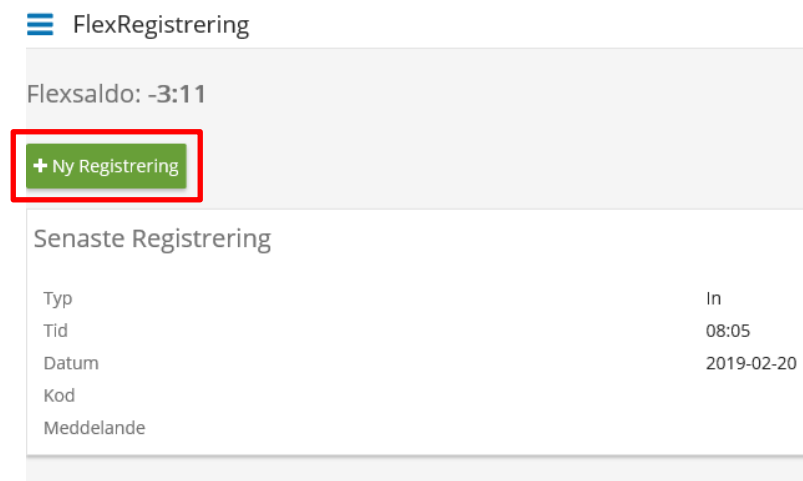 FlexRegistrering
Flexsaldo: -3:11
+ Ny Registrering
Senaste Registrering
Typ In
Tid 08:05
Datum 2019-02-20
Kod
Meddelande